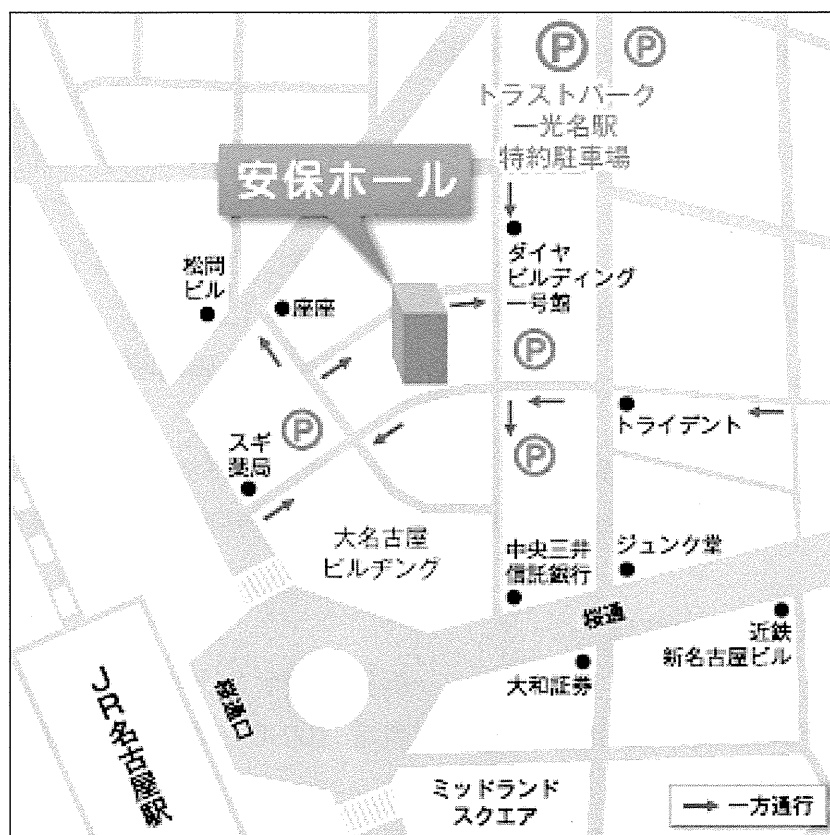 P
P
トラストパーク
一光名駅
特約駐車場
安保ホール
松岡
ビル
座座
ダイヤ
ビルディング
一号館
P
トライデント
P
スギ
薬局
P
大名古屋
ビルヂング
中央三井
信託銀行
ジュンク堂
桜通
近鉄
新名古屋ビル
大和証券
桜通口
JR名古屋駅
ミッドランド
スクエア
一方通行